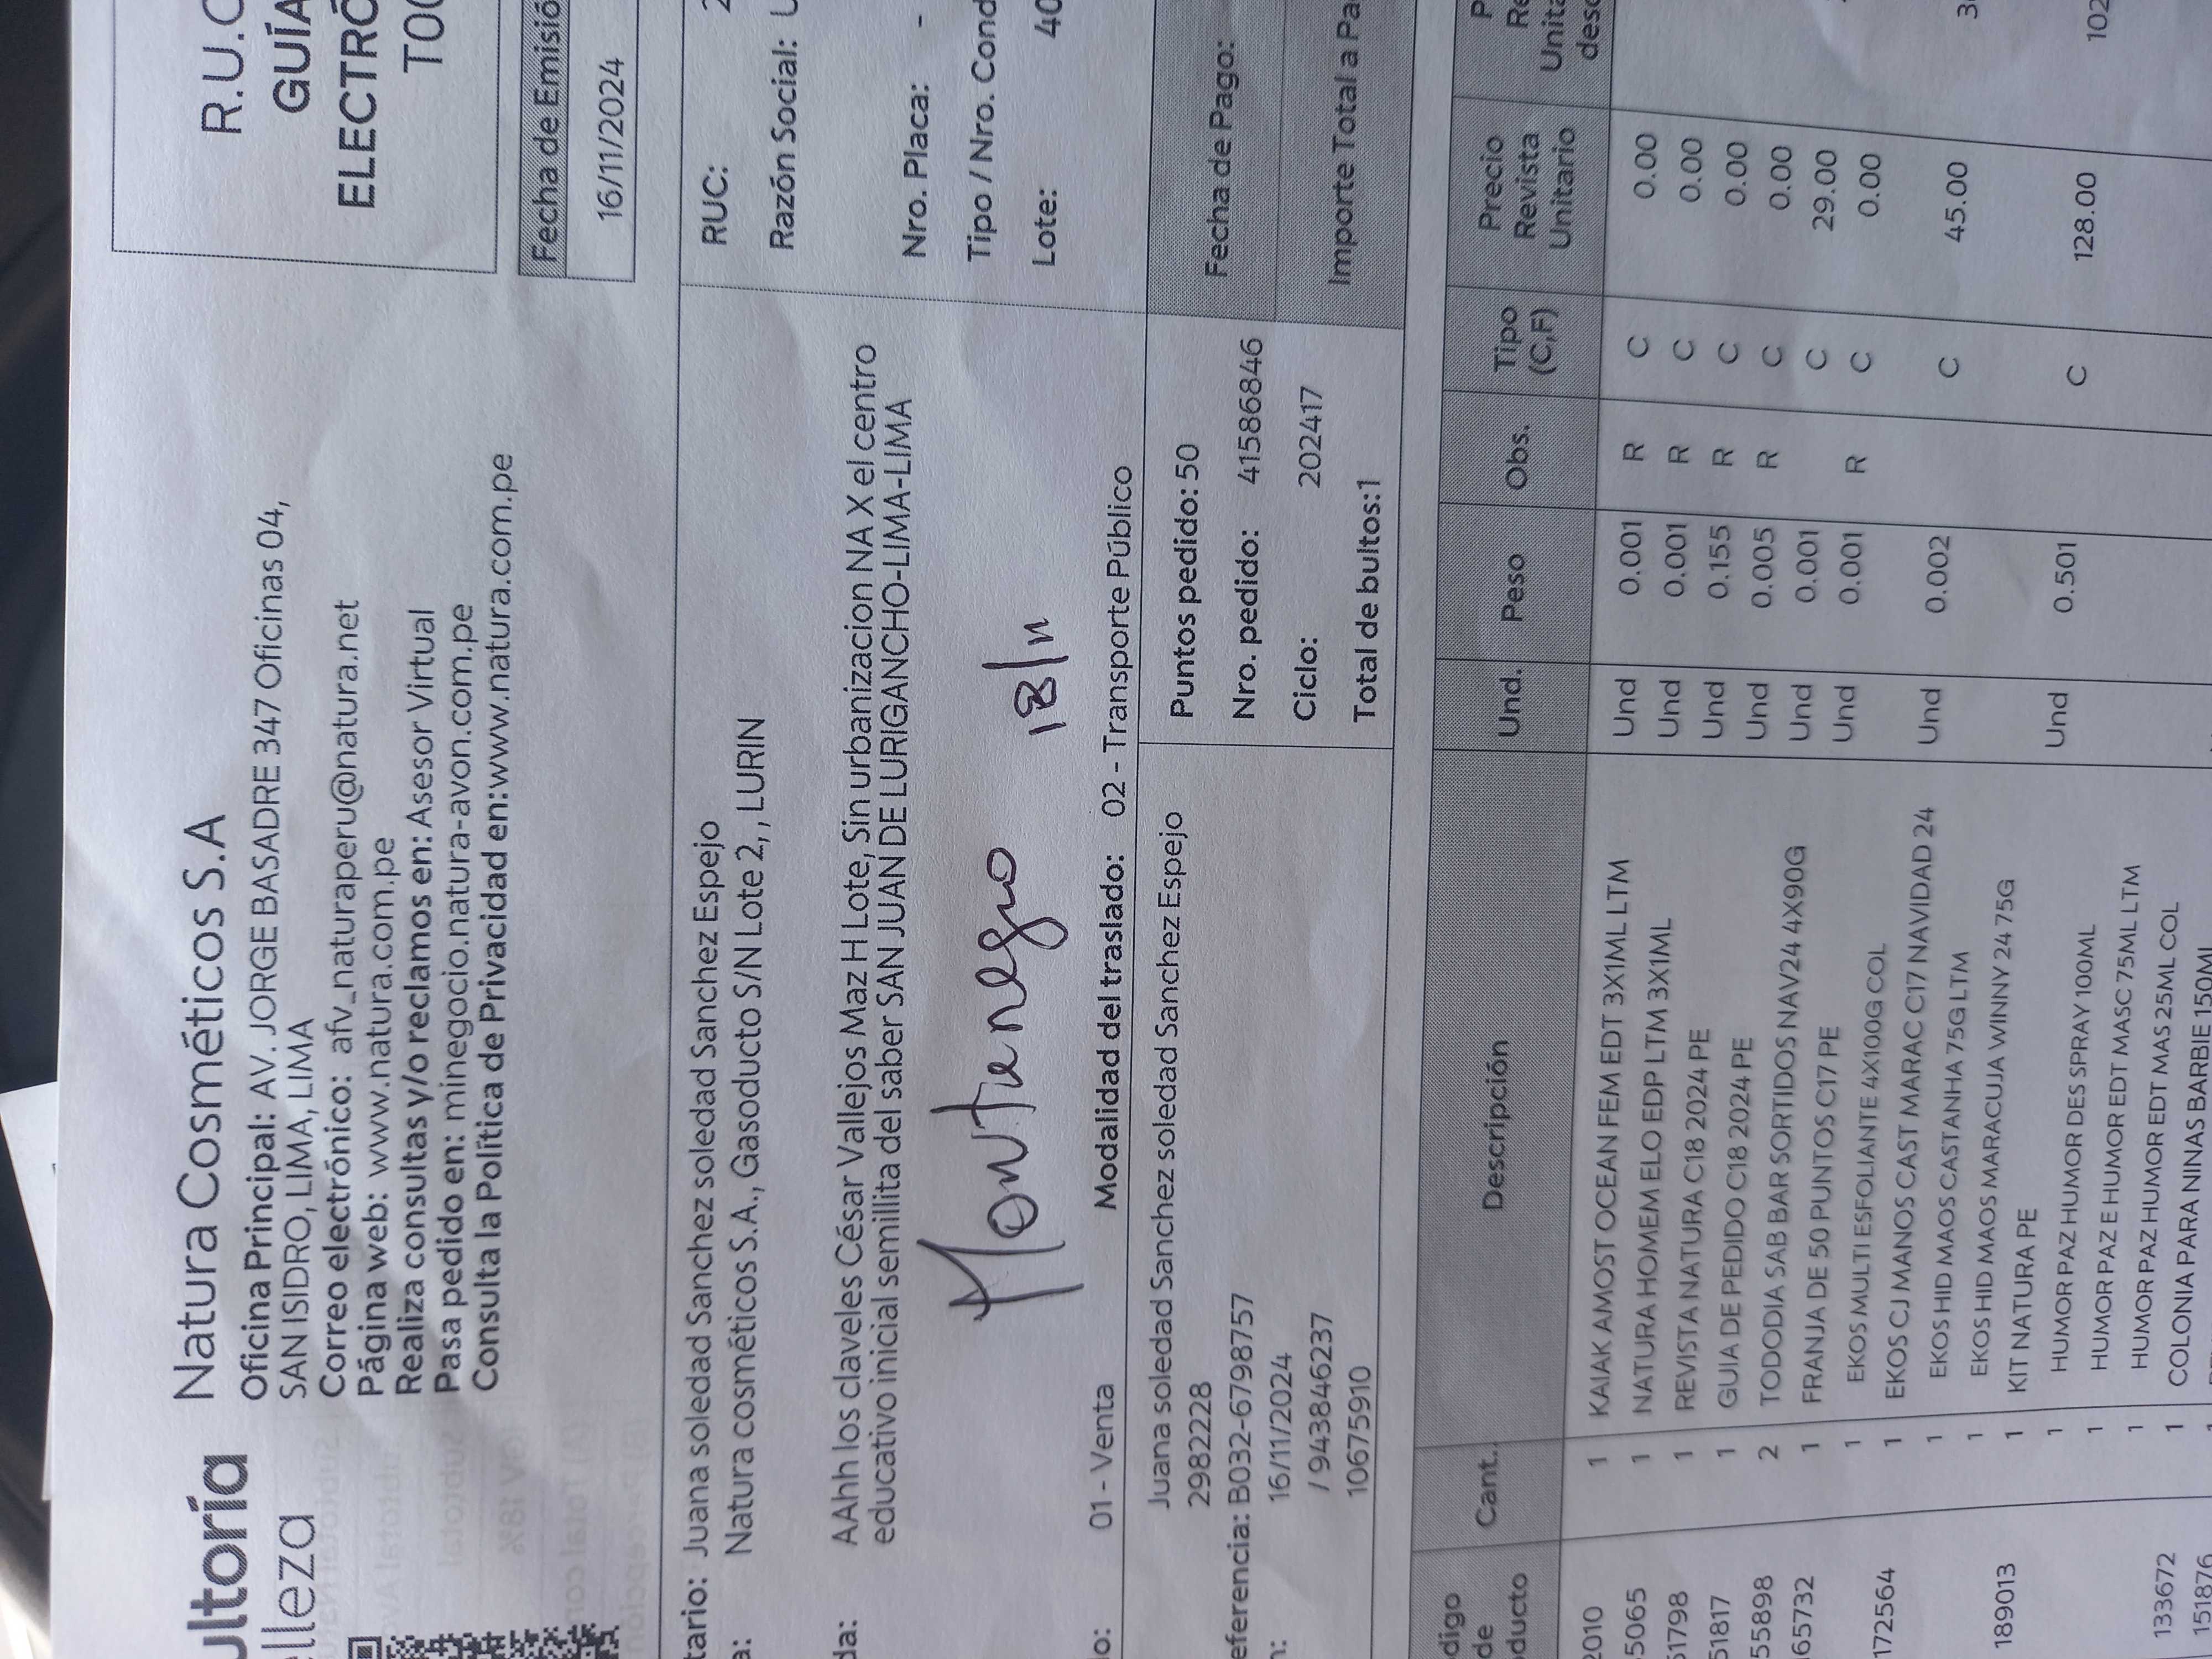 ultoría
lleza
Natura Cosméticos S.A
Oficina Principal: AV. JORGE BASADRE 347 Oficinas 04,
SAN ISIDRO, LIMA, LIMA
Correo electrónico: afv_naturaperu@natura.net
Página web: www.natura.com.pe
Realiza consultas y/o reclamos en: Asesor Virtual
Pasa pedido en: minegocio.natura-avon.com.pe
Consulta la Política de Privacidad en:www.natura.com.pe
R.U.C
GUÍA
ELECTRÓ
T00
Fecha de Emisió
16/11/2024
tario: Juana soledad Sanchez soledad Sanchez Espejo
a: Natura cosméticos S.A., Gasoducto S/N Lote 2, , LURIN
da: AAhh los claveles César Vallejos Maz H Lote, Sin urbanizacion NA X el centro
educativo inicial semillita del saber SAN JUAN DE LURIGANCHO-LIMA-LIMA
RUC: 2
Razón Social: U
Nro. Placa: -
Tipo / Nro. Cond
Lote: 40
Montenegro 18/11
o: 01 - Venta Modalidad del traslado: 02 - Transporte Público
Juana soledad Sanchez soledad Sanchez Espejo
2982228
eferencia: B032-6798757
n: 16/11/2024
/ 943846237
10675910
Puntos pedido: 50
Nro. pedido: 41586846
Ciclo: 202417
Total de bultos:1
Fecha de Pago:
Importe Total a Pa
digo de ducto Cant.. Descripción Und. Peso Obs. Tipo (C,F) Precio Revista Unitario P Re Unita desc
2010 1 KAIAK AMOST OCEAN FEM EDT 3X1ML LTM Und 0.001 R C 0.00
5065 1 NATURA HOMEM ELO EDP LTM 3X1ML Und 0.001 R C 0.00
61798 1 REVISTA NATURA C18 2024 PE Und 0.155 R C 0.00
51817 1 GUIA DE PEDIDO C18 2024 PE Und 0.005 R C 0.00
55898 2 TODODIA SAB BAR SORTIDOS NAV24 4X90G Und 0.001 C 29.00
65732 1 FRANJA DE 50 PUNTOS C17 PE Und 0.001 R C 0.00
1 EKOS MULTI ESFOLIANTE 4X100G COL
172564 1 EKOS CJ MANOS CAST MARAC C17 NAVIDAD 24 Und 0.002 C 45.00 3
1 EKOS HID MAOS CASTANHA 75G LTM
1 EKOS HID MAOS MARACUJA WINNY 24 75G
189013 1 KIT NATURA PE Und 0.501 C 128.00 102
1 HUMOR PAZ HUMOR DES SPRAY 100ML
1 HUMOR PAZ E HUMOR EDT MASC 75ML LTM
1 HUMOR PAZ HUMOR EDT MAS 25ML COL
133672 1 COLONIA PARA NINAS BARBIE 150ML
151876 1